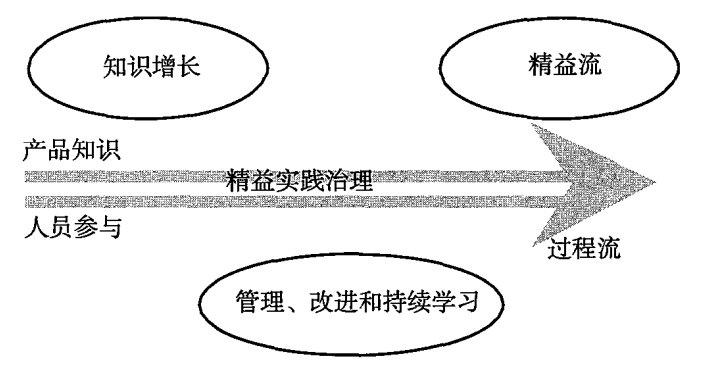 知识增长
精益流
产品知识
精益实践治理
人员参与
过程流
管理、改进和持续学习